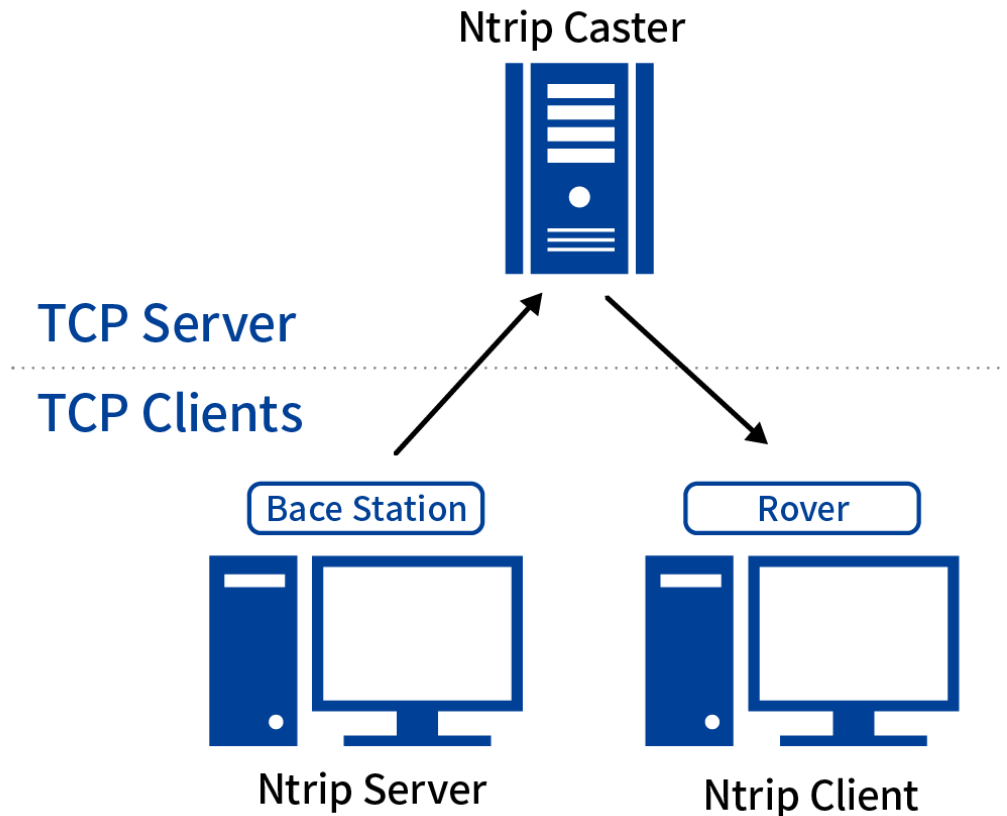 Ntrip Caster
TCP Server
TCP Clients
Bace Station
Rover
Ntrip Server
Ntrip Client